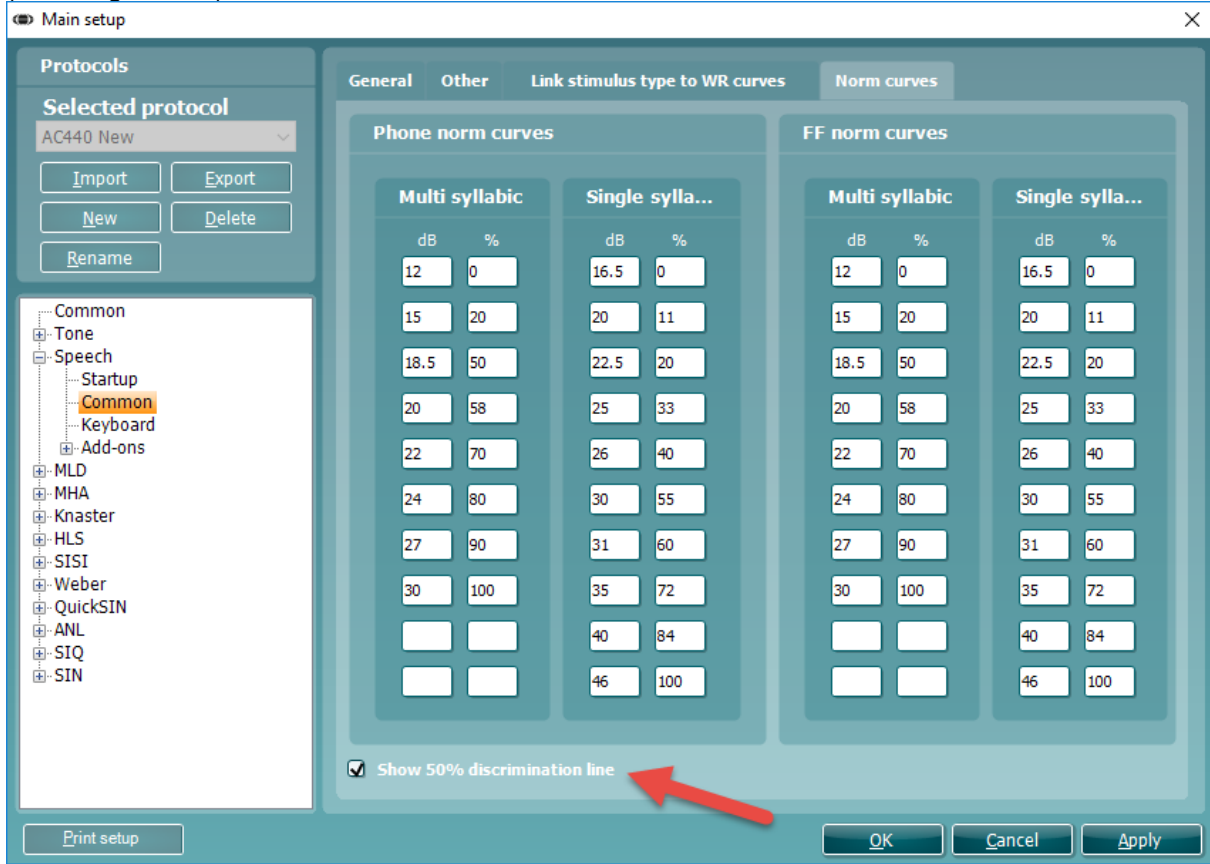 Main setup
Protocols
Selected protocol
AC440 New
Import Export
New Delete
Rename
Common
Tone
Speech
Startup
Common
Keyboard
Add-ons
MLD
MHA
Knaster
HLS
SISI
Weber
QuickSIN
ANL
SIQ
SIN
Print setup
General Other Link stimulus type to WR curves Norm curves
Phone norm curves FF norm curves
Multi syllabic Single sylla... Multi syllabic Single sylla...
dB % dB % dB % dB %
12 0 16.5 0 12 0 16.5 0
15 20 20 11 15 20 20 11
18.5 50 22.5 20 18.5 50 22.5 20
20 58 25 33 20 58 25 33
22 70 26 40 22 70 26 40
24 80 30 55 24 80 30 55
27 90 31 60 27 90 31 60
30 100 35 72 30 100 35 72
40 84 40 84
46 100 46 100
Show 50% discrimination line
OK Cancel Apply